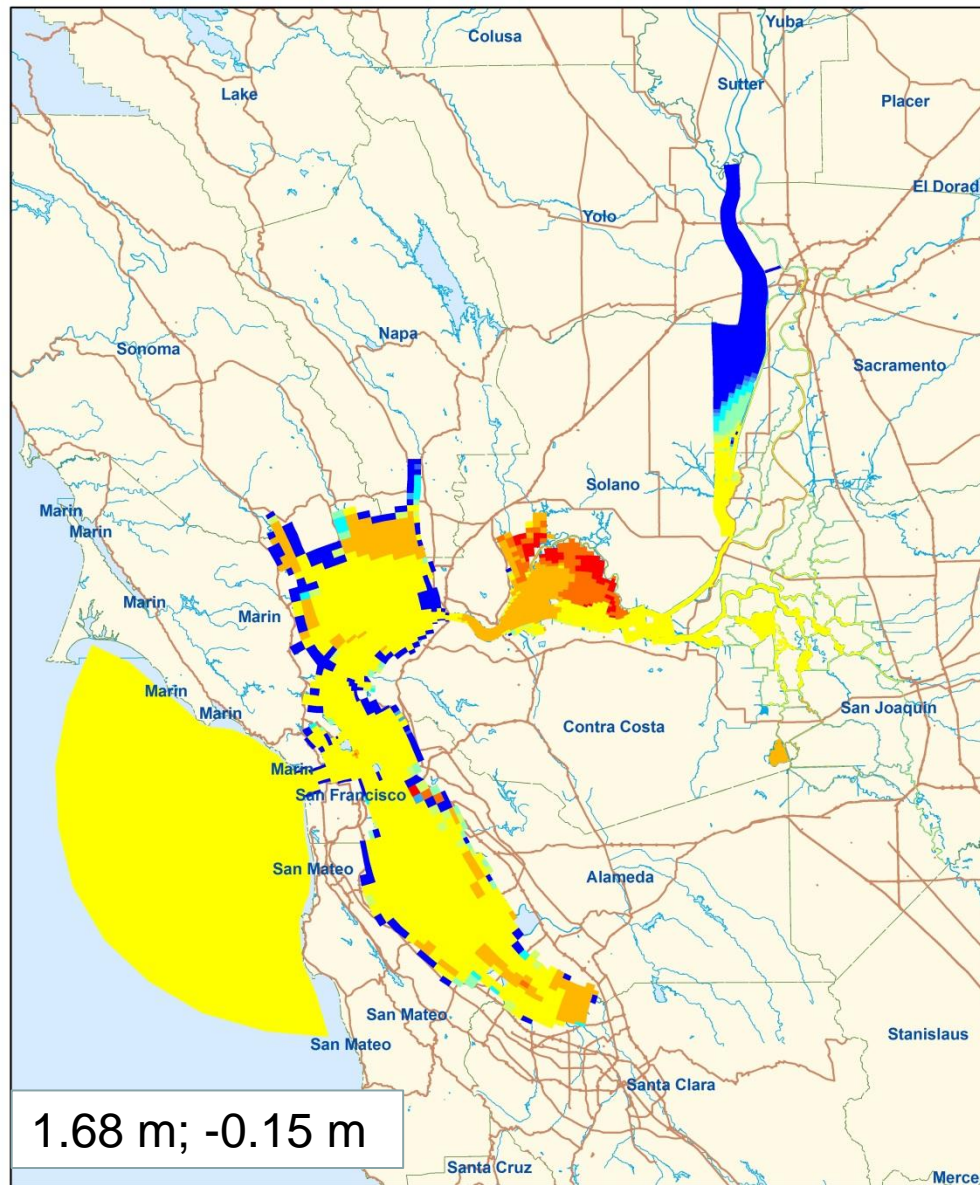 Yuba
Colusa
Sutter
Lake
Placer
El Dorad
Yolo
Napa
Sonoma
Sacramento
Solano
Marin
Marin
Marin
Marin
Marin
Marin
San Joaquin
Contra Costa
Marin
San Francisco
San Mateo
Alameda
San Mateo
Stanislaus
San Mateo
Santa Clara
1.68 m; -0.15 m
Santa Cruz
Merce